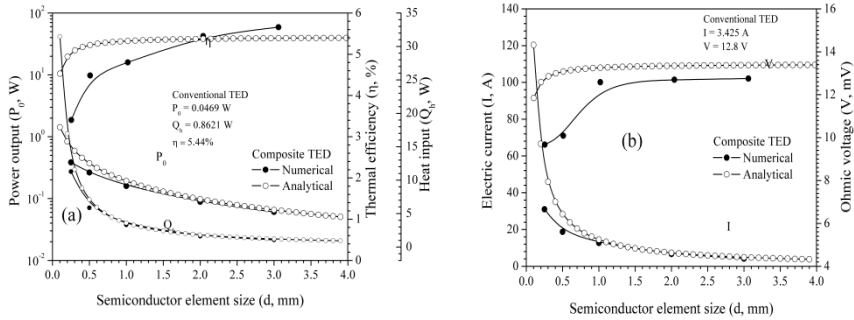 10²
10¹
10⁰
10⁻¹
10⁻²
Power output (P₀, W)
0.0 0.5 1.0 1.5 2.0 2.5 3.0 3.5 4.0
Semiconductor element size (d, mm)
6
5
4
3
2
1
0
Thermal efficiency (η, %)
35
30
25
20
15
10
5
0
Heat input (Qₕ, W)
η
Conventional TED
P₀ = 0.0469 W
Qₕ = 0.8621 W
η = 5.44%
P₀
Composite TED
Numerical
Analytical
(a)
Q
140
120
100
80
60
40
20
0
Electric current (I, A)
0.0 0.5 1.0 1.5 2.0 2.5 3.0 3.5 4.0
Semiconductor element size (d, mm)
14
12
10
8
6
4
Ohmic voltage (V, mV)
Conventional TED
I = 3.425 A
V = 12.8 V
V
(b)
Composite TED
Numerical
Analytical
I